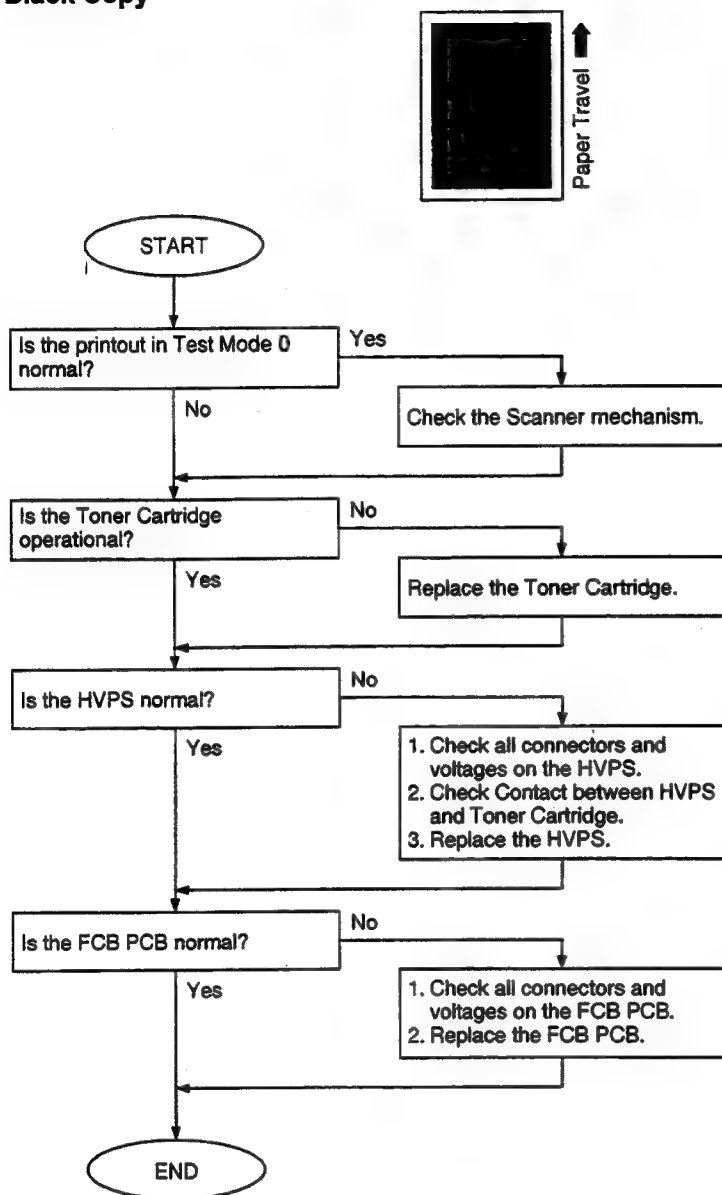 Black Copy
Paper Travel
START
Is the printout in Test Mode 0
normal?
Yes
No
Check the Scanner mechanism.
Is the Toner Cartridge
operational?
No
Yes
Replace the Toner Cartridge.
Is the HVPS normal?
No
Yes
1. Check all connectors and
voltages on the HVPS.
2. Check Contact between HVPS
and Toner Cartridge.
3. Replace the HVPS.
Is the FCB PCB normal?
No
Yes
1. Check all connectors and
voltages on the FCB PCB.
2. Replace the FCB PCB.
END